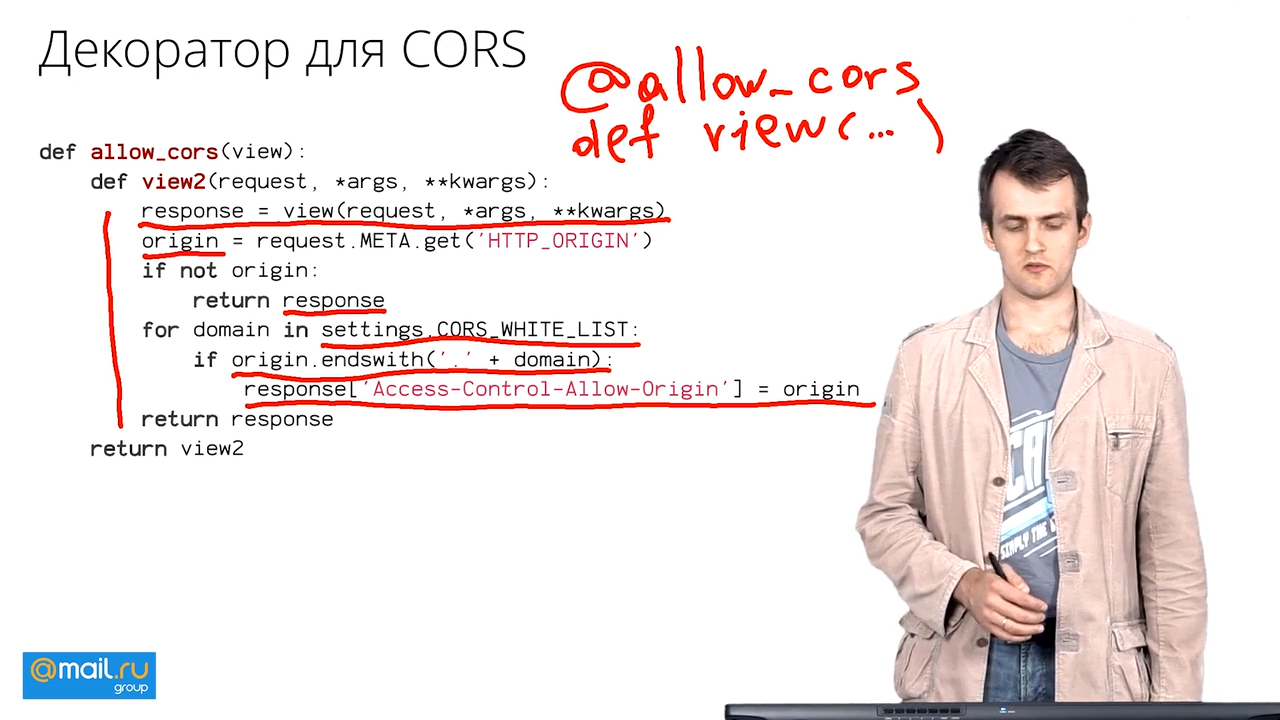 Декоратор для CORS
@allow_cors
def view(... )
def allow_cors(view):
def view2(request, *args, **kwargs):
response = view(request, *args, **kwargs)
origin = request.META.get('HTTP_ORIGIN')
if not origin:
return response
for domain in settings.CORS_WHITE_LIST:
if origin.endswith('.' + domain):
response['Access-Control-Allow-Origin'] = origin
return response
return view2
SIMPLY THE
@mail.ru
group